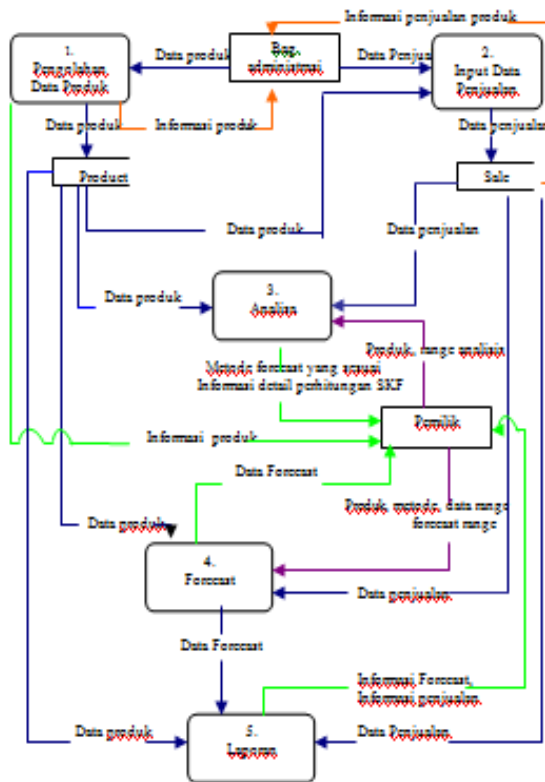 Informasi penjualan produk
1.
Pengolahan
Data Produk
Data produk
Bag.
administrasi
Data Penjua
2.
Input Data
Penjualan
Data produk
Informasi produk
Data penjualan
Product
Sale
Data produk
Data penjualan
3.
Analisa
Data produk
Produk, range analisis
Metode forecast yang sesuai
Informasi detail perhitungan SKF
Pemilik
Informasi produk
Data Forecast
Produk, metode, data range
forecast range
Data produk
4.
Forecast
Data penjualan
Data Forecast
Informasi Forecast,
Informasi penjualan
Data produk
5.
Laporan
Data Penjualan